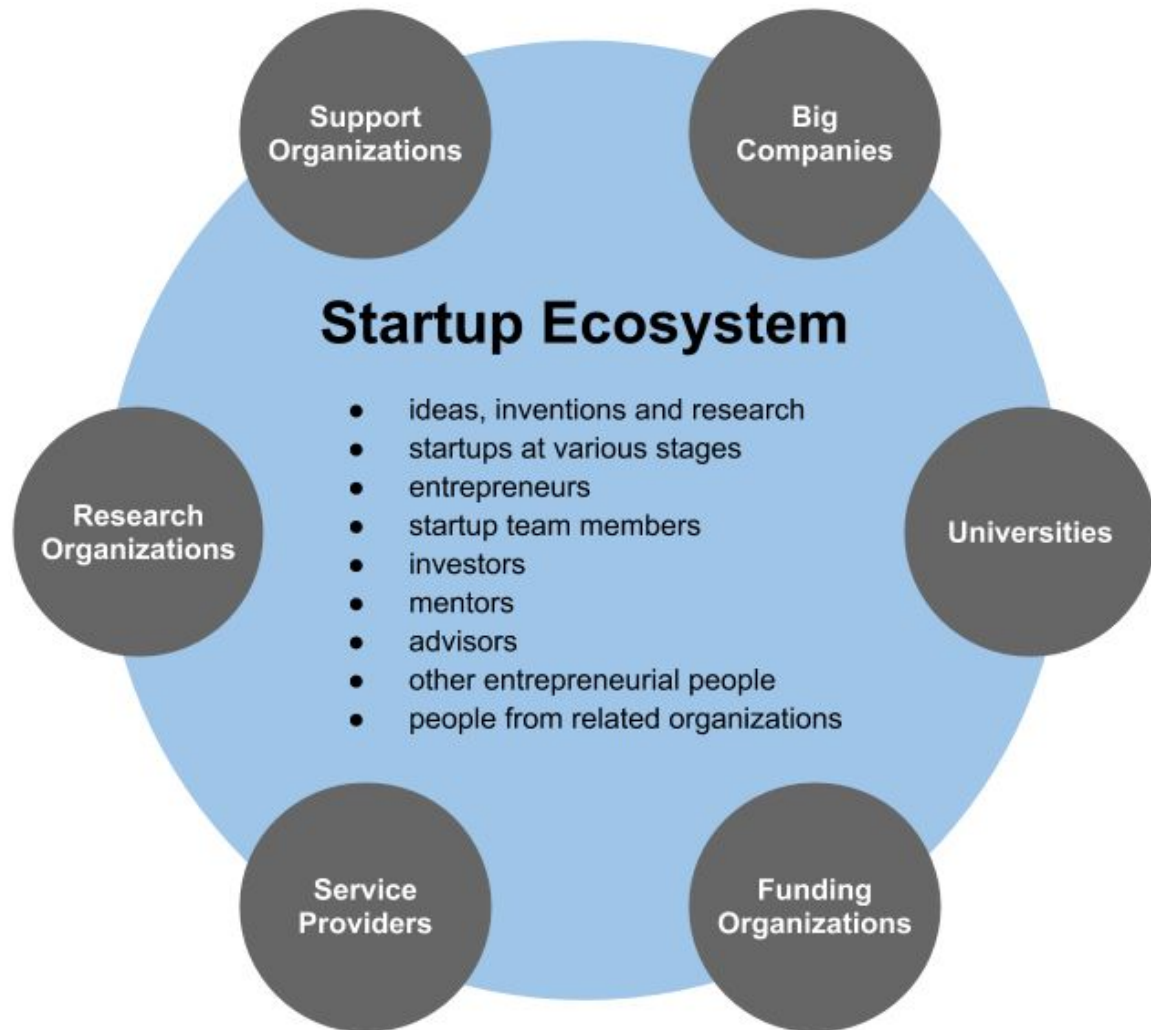 Support
Organizations
Big
Companies
Startup Ecosystem
● ideas, inventions and research
● startups at various stages
● entrepreneurs
● startup team members
● investors
● mentors
● advisors
● other entrepreneurial people
● people from related organizations
Research
Organizations
Universities
Service
Providers
Funding
Organizations